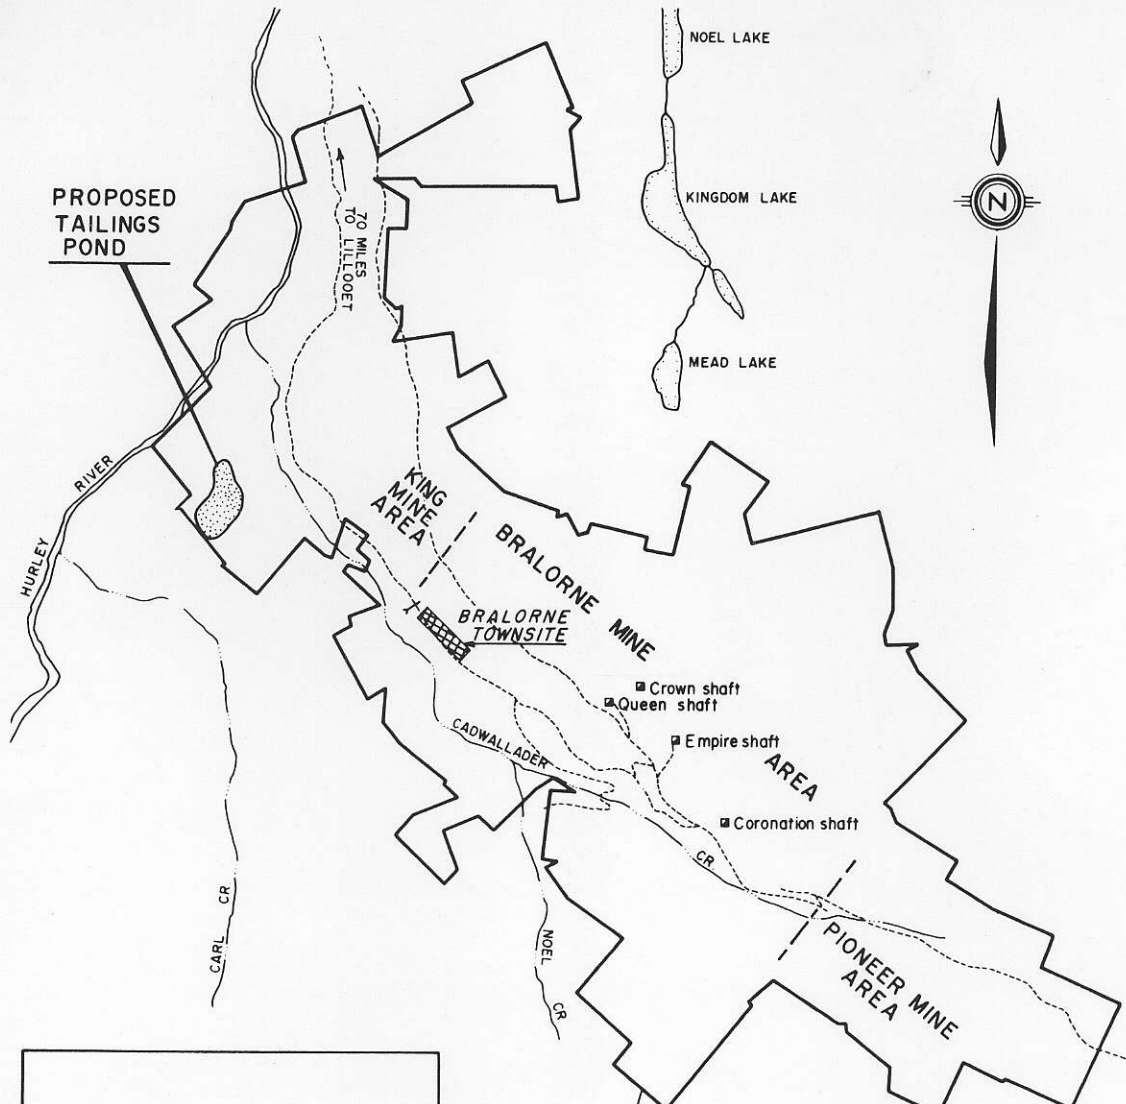 NOEL LAKE
KINGDOM LAKE
MEAD LAKE
N
PROPOSED
TAILINGS
POND
70 MILES
TO LILLOOET
HURLEY
RIVER
KING
MINE
AREA
BRALORNE MINE
AREA
BRALORNE
TOWNSITE
Crown shaft
Queen shaft
Empire shaft
Coronation shaft
CADWALLADER
CR
CARL CR
NOEL
CR
PIONEER MINE
AREA